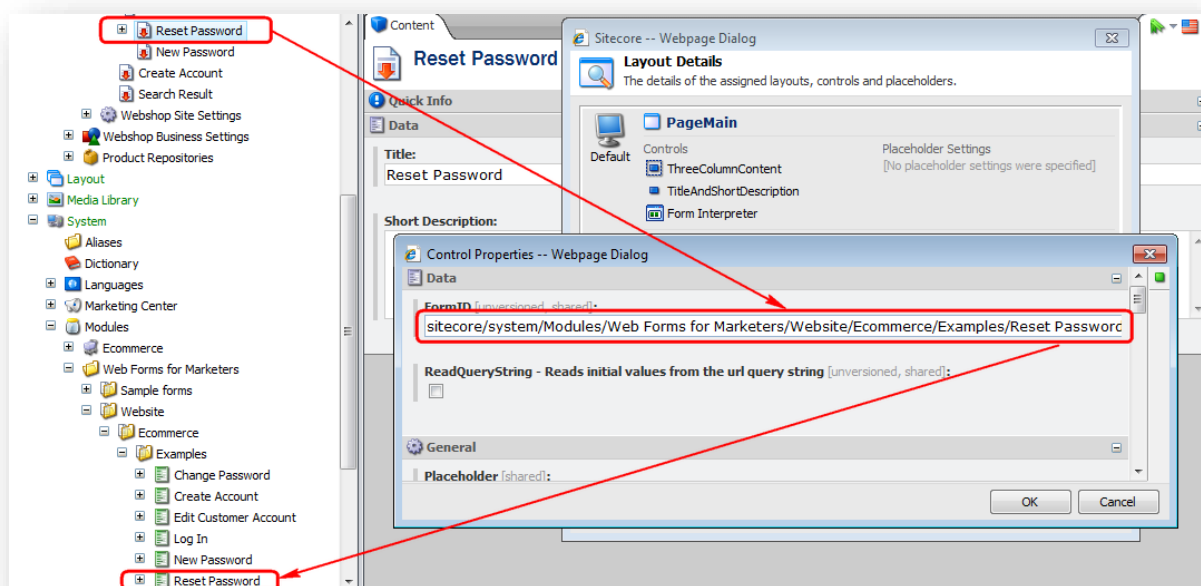 Reset Password
New Password
Create Account
Search Result
Webshop Site Settings
Webshop Business Settings
Product Repositories
Layout
Media Library
System
Aliases
Dictionary
Languages
Marketing Center
Modules
Ecommerce
Web Forms for Marketers
Sample forms
Website
Ecommerce
Examples
Change Password
Create Account
Edit Customer Account
Log In
New Password
Reset Password
Content
Reset Password
Quick Info
Data
Title:
Reset Password
Short Description:
Sitecore -- Webpage Dialog
Layout Details
The details of the assigned layouts, controls and placeholders.
Default
PageMain
Controls
ThreeColumnContent
TitleAndShortDescription
Form Interpreter
Placeholder Settings
[No placeholder settings were specified]
Control Properties -- Webpage Dialog
Data
FormID [unversioned, shared]:
sitecore/system/Modules/Web Forms for Marketers/Website/Ecommerce/Examples/Reset Password
ReadQueryString - Reads initial values from the url query string [unversioned, shared]:
General
Placeholder [shared]:
OK
Cancel